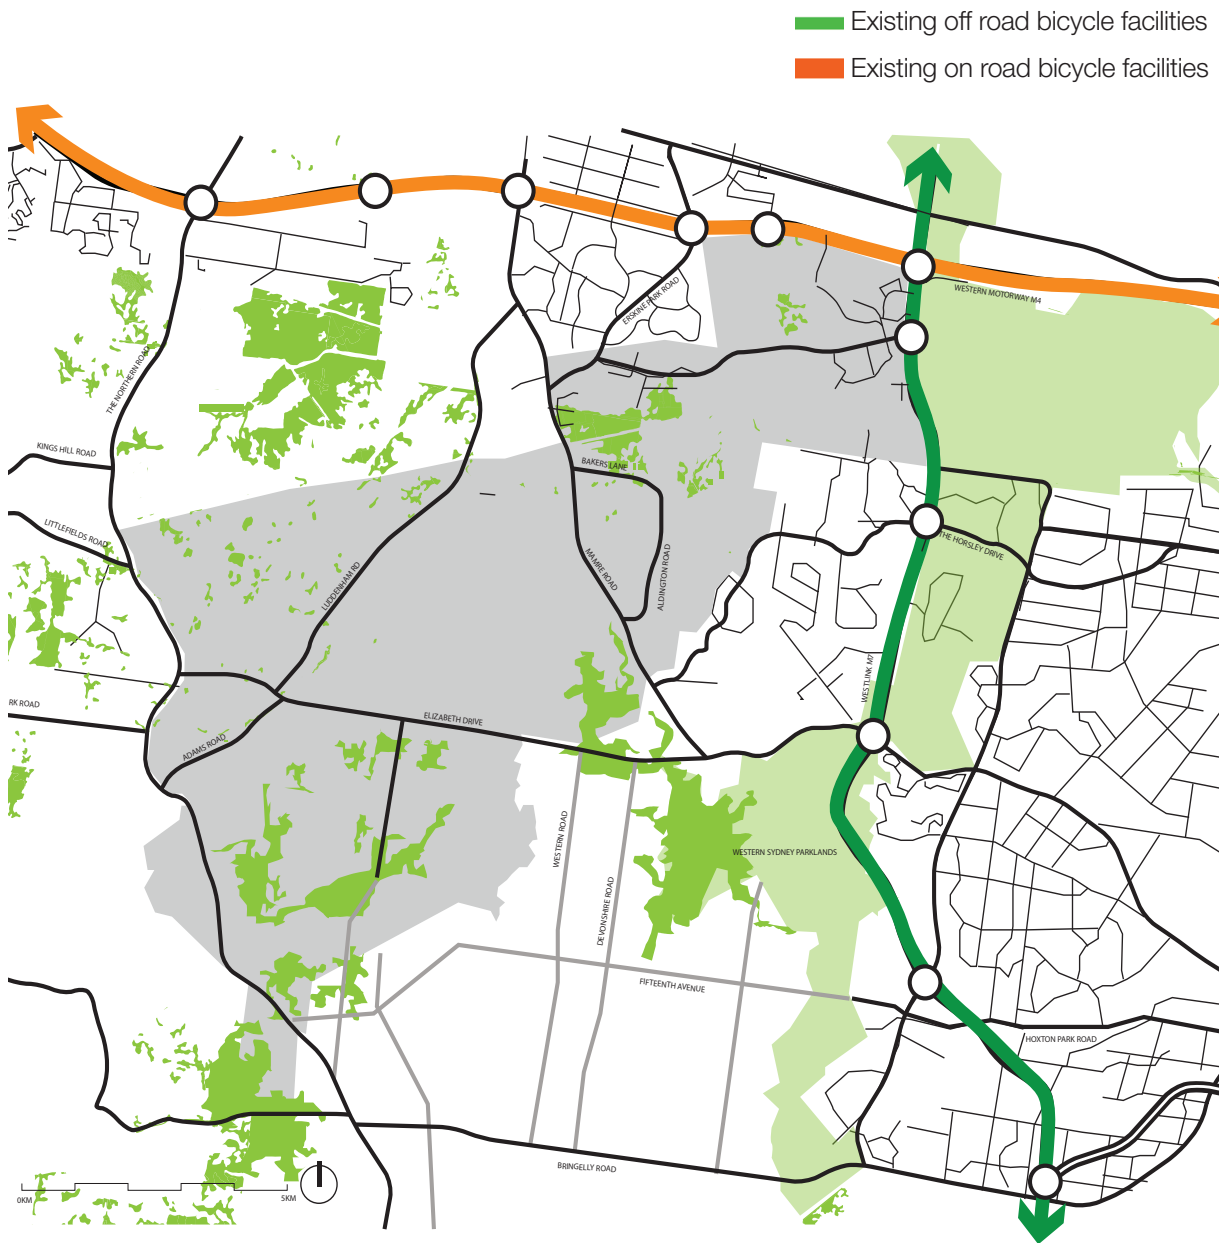 Existing off road bicycle facilities
Existing on road bicycle facilities
WESTERN MOTORWAY M4
ERSKINE PARK ROAD
THE NORTHERN ROAD
KINGS HILL ROAD
BAKERS LANE
LITTLEFIELDS ROAD
THE HORSLEY DRIVE
MAMRE ROAD
ALDINGTON ROAD
LUDDENHAM RD
WESTLINK M7
RK ROAD
ELIZABETH DRIVE
ADAMS ROAD
WESTERN ROAD
WESTERN SYDNEY PARKLANDS
DEVONSHIRE ROAD
FIFTEENTH AVENUE
HOXTON PARK ROAD
BRINGELLY ROAD
0KM
5KM